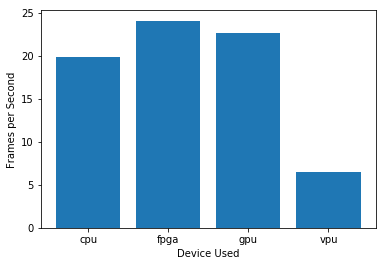 25
20
15
10
5
0
Frames per Second
cpu
fpga
gpu
vpu
Device Used